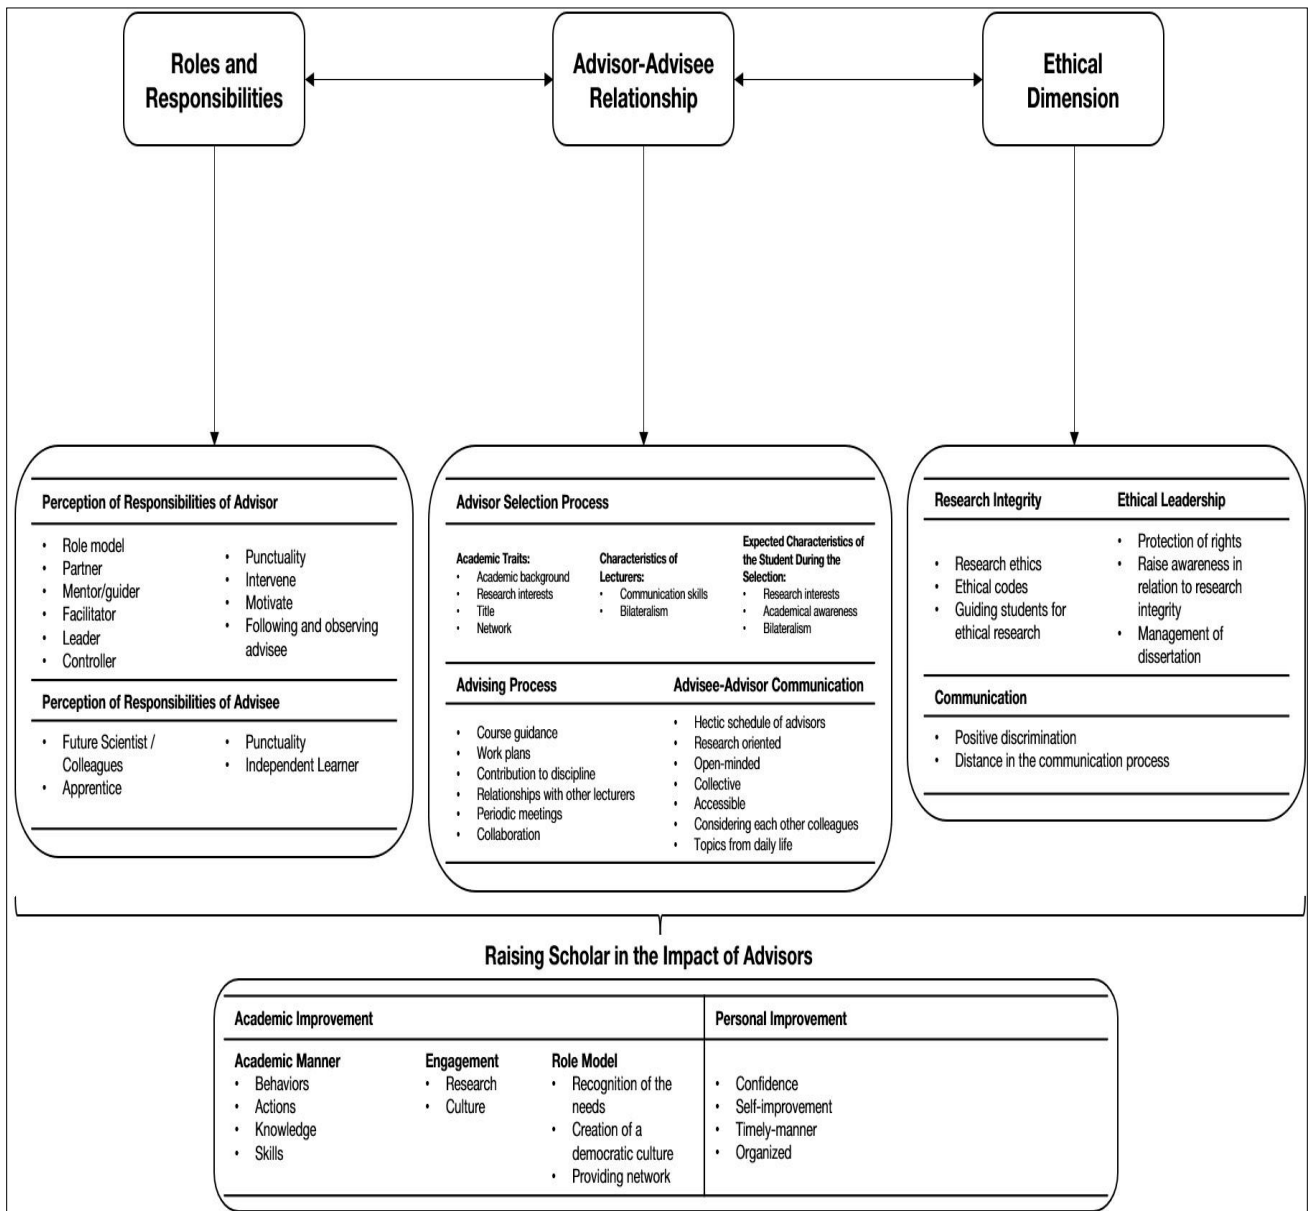 Roles and
Responsibilities
Advisor-Advisee
Relationship
Ethical
Dimension
Perception of Responsibilities of Advisor
• Role model
• Partner
• Mentor/guider
• Facilitator
• Leader
• Controller
• Punctuality
• Intervene
• Motivate
• Following and observing
advisee
Perception of Responsibilities of Advisee
• Future Scientist /
Colleagues
• Apprentice
• Punctuality
• Independent Learner
Advisor Selection Process
Academic Traits:
• Academic background
• Research interests
• Title
• Network
Characteristics of
Lecturers:
• Communication skills
• Bilateralism
Expected Characteristics of
the Student During the
Selection:
• Research interests
• Academical awareness
• Bilateralism
Advising Process
• Course guidance
• Work plans
• Contribution to discipline
• Relationships with other lecturers
• Periodic meetings
• Collaboration
Advisee-Advisor Communication
• Hectic schedule of advisors
• Research oriented
• Open-minded
• Collective
• Accessible
• Considering each other colleagues
• Topics from daily life
Research Integrity
• Research ethics
• Ethical codes
• Guiding students for
ethical research
Ethical Leadership
• Protection of rights
• Raise awareness in
relation to research
integrity
• Management of
dissertation
Communication
• Positive discrimination
• Distance in the communication process
Raising Scholar in the Impact of Advisors
Academic Improvement
Academic Manner
• Behaviors
• Actions
• Knowledge
• Skills
Engagement
• Research
• Culture
Role Model
• Recognition of the
needs
• Creation of a
democratic culture
• Providing network
Personal Improvement
• Confidence
• Self-improvement
• Timely-manner
• Organized